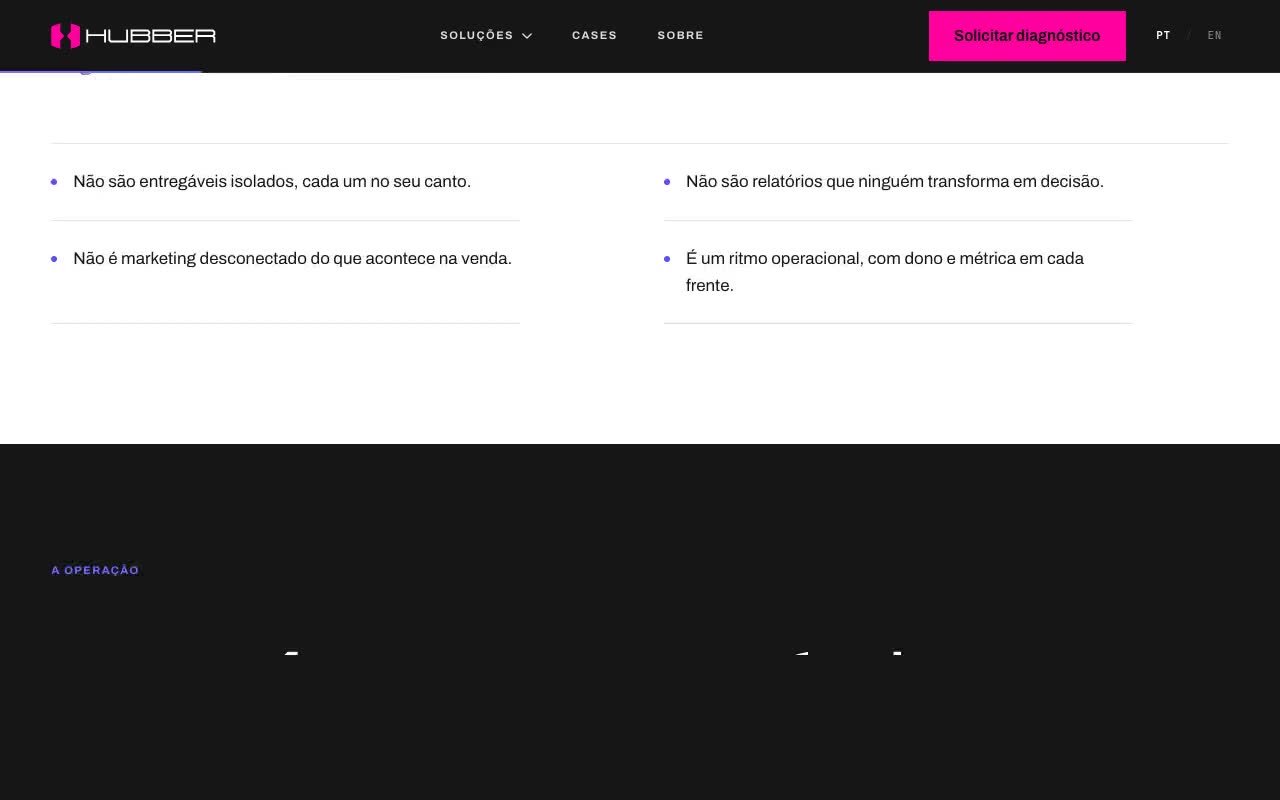 HUBBER
SOLUÇÕES
CASES
SOBRE
Solicitar diagnóstico
PT / EN
Não são entregáveis isolados, cada um no seu canto.
Não são relatórios que ninguém transforma em decisão.
Não é marketing desconectado do que acontece na venda.
É um ritmo operacional, com dono e métrica em cada
frente.
A OPERAÇÃO